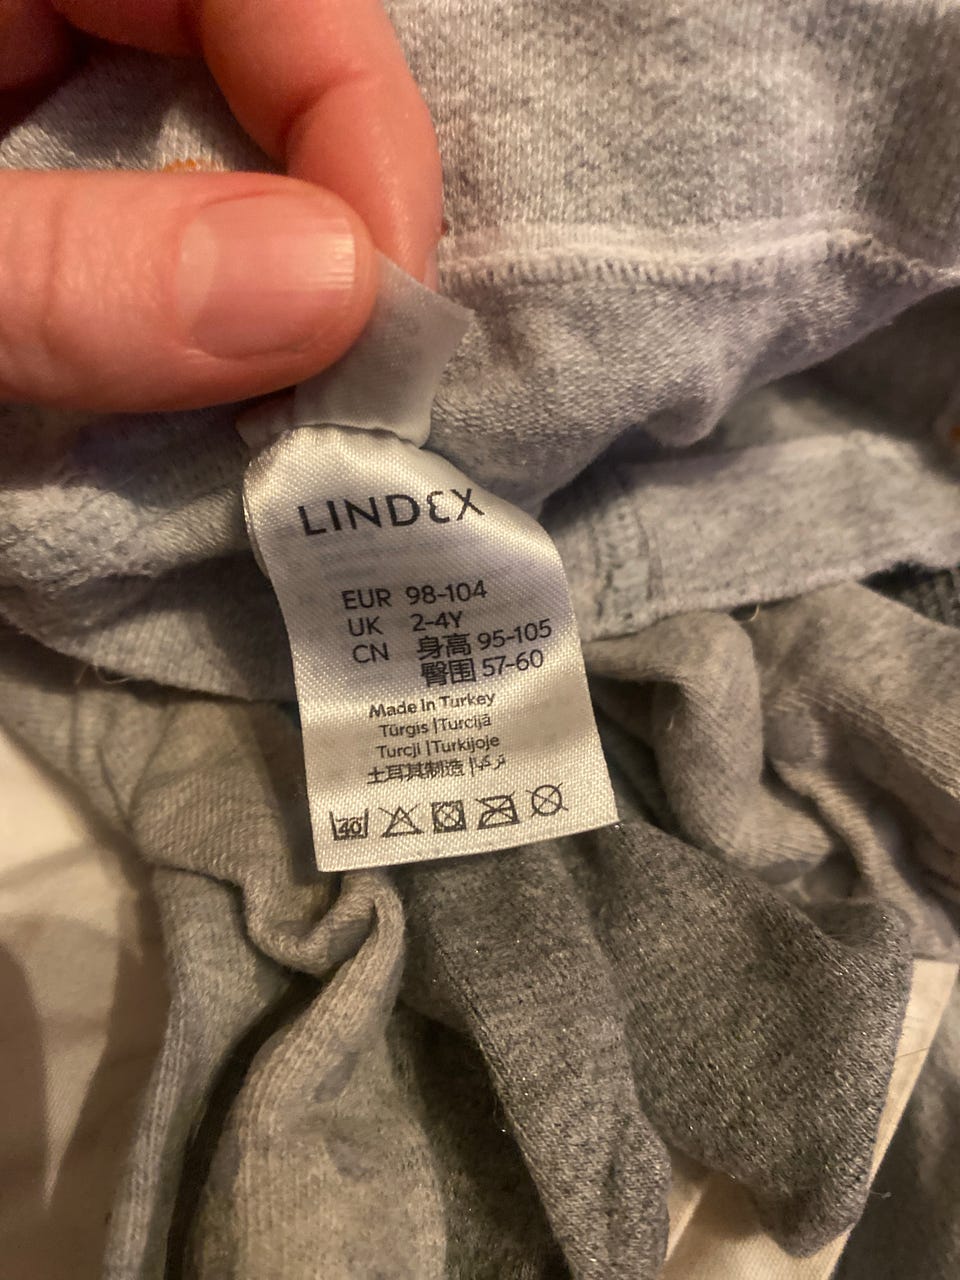 LINDEX
EUR 98-104
UK 2-4Y
CN 身高 95-105
臀围 57-60
Made In Turkey
Türgis | Turcijā
Turcji | Turkijoje
土耳其制造 | تركيا
40